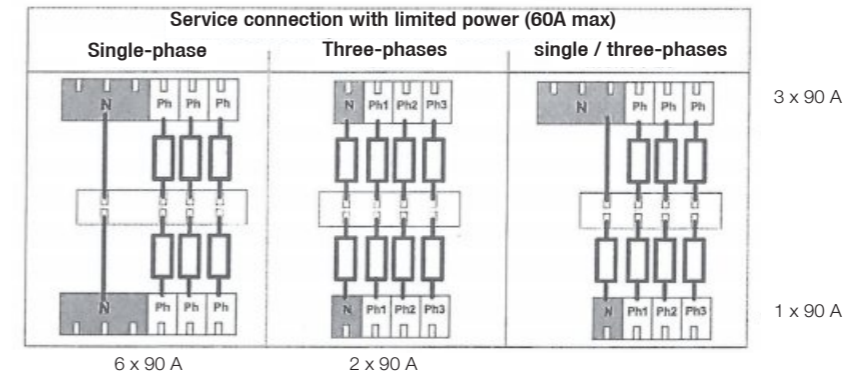 Service connection with limited power (60A max)
Single-phase Three-phases single / three-phases
N Ph Ph Ph N Ph1 Ph2 Ph3 N Ph Ph Ph
3 x 90 A
N Ph Ph Ph N Ph1 Ph2 Ph3 N Ph1 Ph2 Ph3
1 x 90 A
6 x 90 A 2 x 90 A